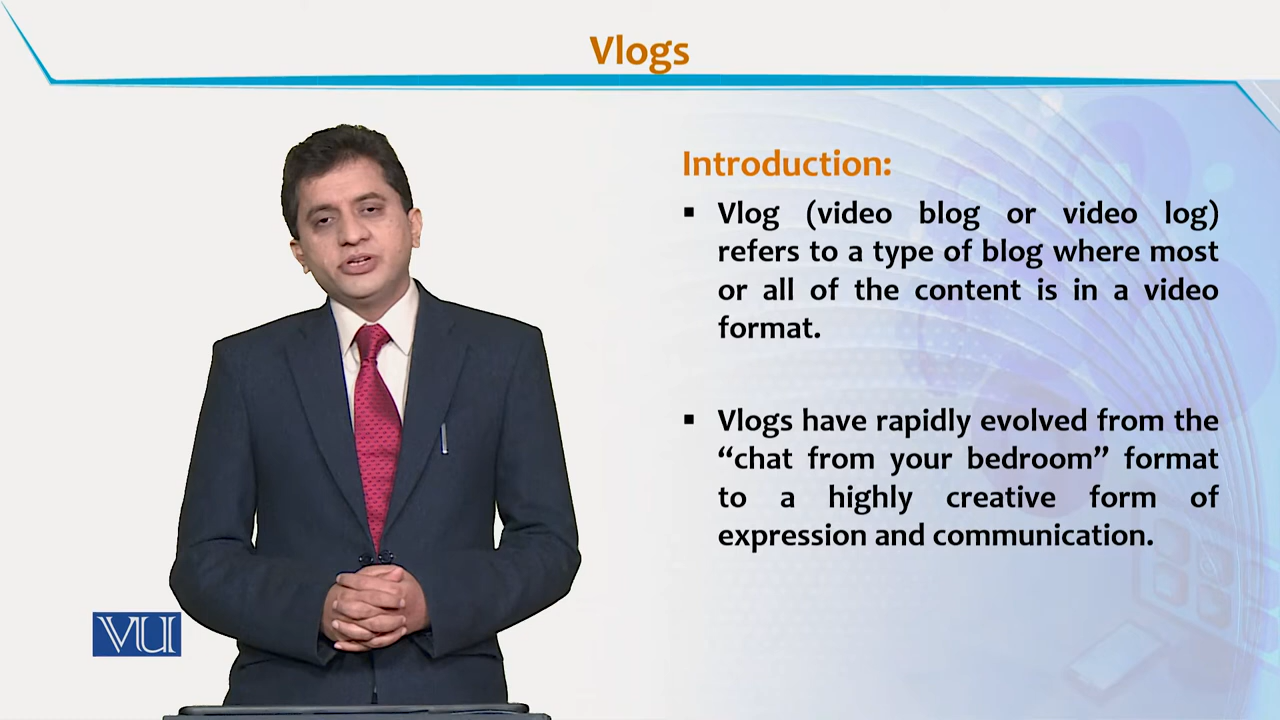 Vlogs
Introduction:
▪ Vlog (video blog or video log)
refers to a type of blog where most
or all of the content is in a video
format.
▪ Vlogs have rapidly evolved from the
“chat from your bedroom” format
to a highly creative form of
expression and communication.
VU